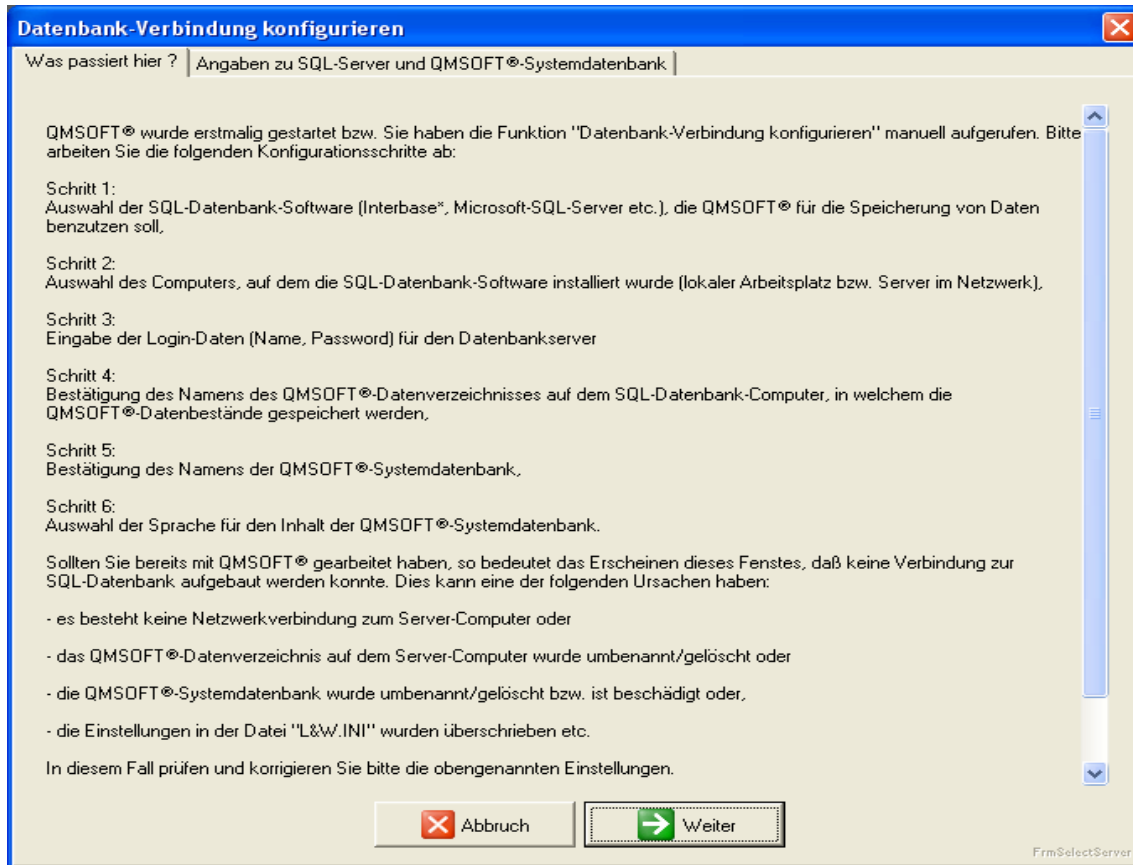 Datenbank-Verbindung konfigurieren
Was passiert hier ?
Angaben zu SQL-Server und QMSOFT®-Systemdatenbank
QMSOFT® wurde erstmalig gestartet bzw. Sie haben die Funktion "Datenbank-Verbindung konfigurieren" manuell aufgerufen. Bitte
arbeiten Sie die folgenden Konfigurationsschritte ab:
Schritt 1:
Auswahl der SQL-Datenbank-Software (Interbase*, Microsoft-SQL-Server etc.), die QMSOFT® für die Speicherung von Daten
benzutzen soll,
Schritt 2:
Auswahl des Computers, auf dem die SQL-Datenbank-Software installiert wurde (lokaler Arbeitsplatz bzw. Server im Netzwerk),
Schritt 3:
Eingabe der Login-Daten (Name, Password) für den Datenbankserver
Schritt 4:
Bestätigung des Namens des QMSOFT®-Datenverzeichnisses auf dem SQL-Datenbank-Computer, in welchem die
QMSOFT®-Datenbestände gespeichert werden,
Schritt 5:
Bestätigung des Namens der QMSOFT®-Systemdatenbank,
Schritt 6:
Auswahl der Sprache für den Inhalt der QMSOFT®-Systemdatenbank.
Sollten Sie bereits mit QMSOFT® gearbeitet haben, so bedeutet das Erscheinen dieses Fenstes, daß keine Verbindung zur
SQL-Datenbank aufgebaut werden konnte. Dies kann eine der folgenden Ursachen haben:
- es besteht keine Netzwerkverbindung zum Server-Computer oder
- das QMSOFT®-Datenverzeichnis auf dem Server-Computer wurde umbenannt/gelöscht oder
- die QMSOFT®-Systemdatenbank wurde umbenannt/gelöscht bzw. ist beschädigt oder,
- die Einstellungen in der Datei "L&W.INI" wurden überschrieben etc.
In diesem Fall prüfen und korrigieren Sie bitte die obengenannten Einstellungen.
Abbruch
Weiter
FrmSelectServer